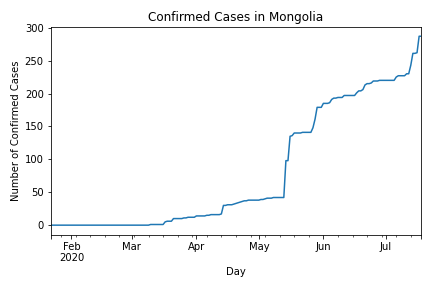 Confirmed Cases in Mongolia
300
250
200
150
100
50
0
Number of Confirmed Cases
Feb Mar Apr May Jun Jul
2020
Day